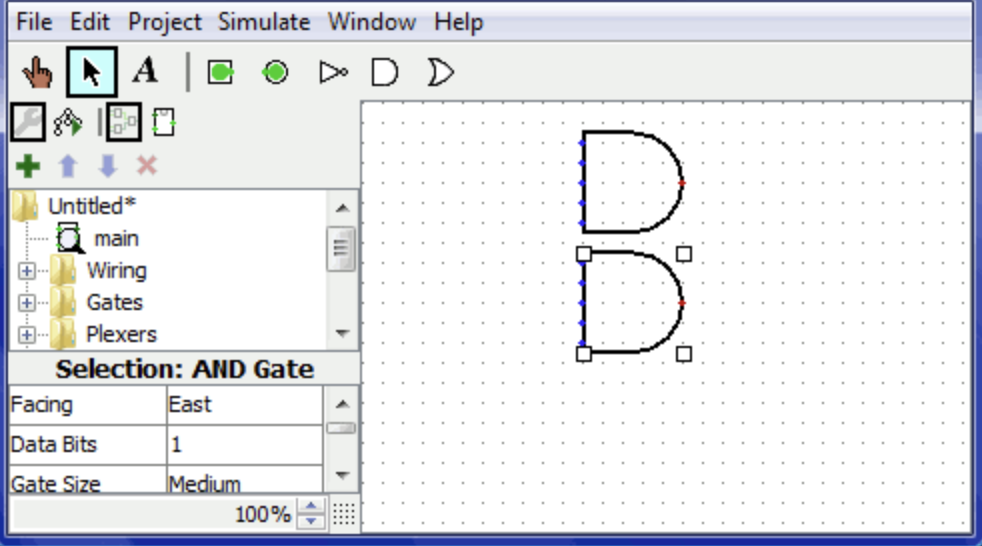 File Edit Project Simulate Window Help
A
Untitled*
main
Wiring
Gates
Plexers
Selection: AND Gate
Facing East
Data Bits 1
Gate Size Medium
100%